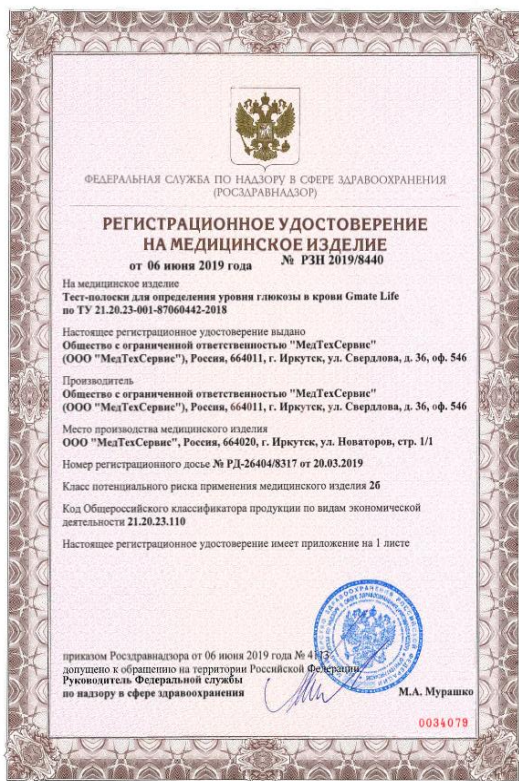 ФЕДЕРАЛЬНАЯ СЛУЖБА ПО НАДЗОРУ В СФЕРЕ ЗДРАВООХРАНЕНИЯ
(РОСЗДРАВНАДЗОР)
РЕГИСТРАЦИОННОЕ УДОСТОВЕРЕНИЕ
НА МЕДИЦИНСКОЕ ИЗДЕЛИЕ
от 06 июня 2019 года № РЗН 2019/8440
На медицинское изделие
Тест-полоски для определения уровня глюкозы в крови Gmate Life
по ТУ 21.20.23-001-87060442-2018
Настоящее регистрационное удостоверение выдано
Общество с ограниченной ответственностью "МедТехСервис"
(ООО "МедТехСервис"), Россия, 664011, г. Иркутск, ул. Свердлова, д. 36, оф. 546
Производитель
Общество с ограниченной ответственностью "МедТехСервис"
(ООО "МедТехСервис"), Россия, 664011, г. Иркутск, ул. Свердлова, д. 36, оф. 546
Место производства медицинского изделия
ООО "МедТехСервис", Россия, 664020, г. Иркутск, ул. Новаторов, стр. 1/1
Номер регистрационного досье № РД-26404/8317 от 20.03.2019
Класс потенциального риска применения медицинского изделия 2б
Код Общероссийского классификатора продукции по видам экономической
деятельности 21.20.23.110
Настоящее регистрационное удостоверение имеет приложение на 1 листе
приказом Росздравнадзора от 06 июня 2019 года №
допущено к обращению на территории Российской Федерации.
Руководитель Федеральной службы
по надзору в сфере здравоохранения
М.А. Мурашко
0034079